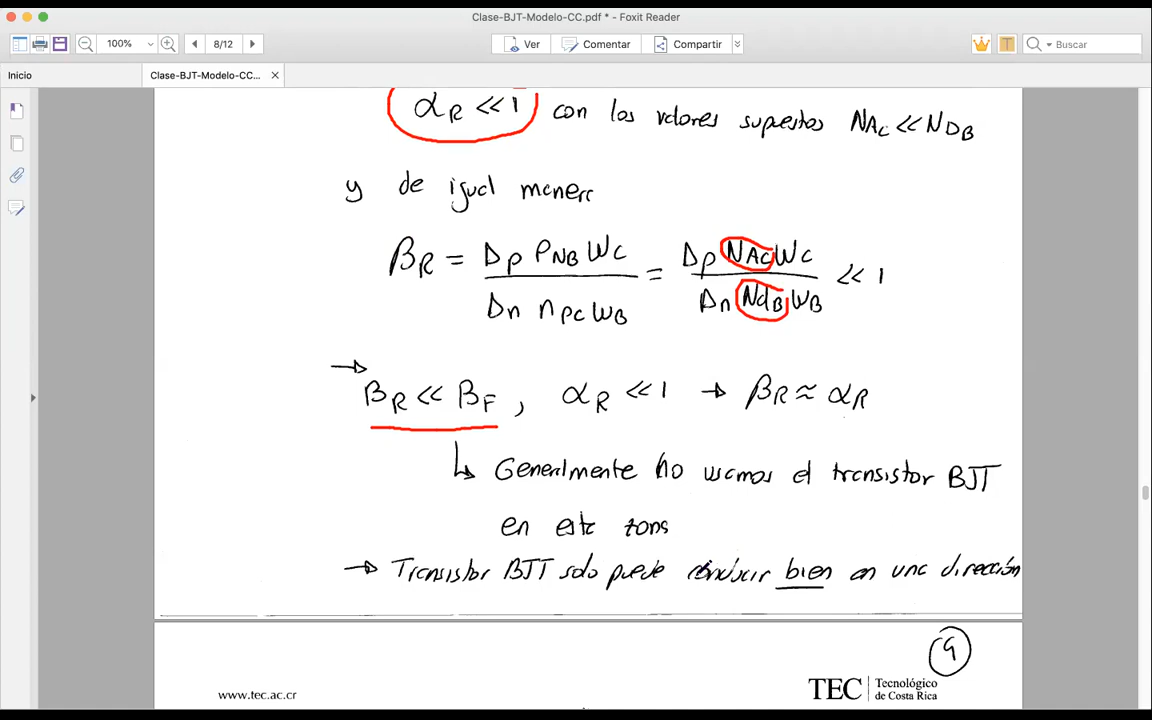 Clase-BJT-Modelo-CC.pdf * - Foxit Reader
100% 8/12 Ver Comentar Compartir Buscar
Inicio Clase-BJT-Modelo-CC...
αR << 1 con los valores supuestos NAC << NDB
y de igual manera
βR = Dp PNB WC / Dn nPC WB = Dp NAC WC / Dn NdB WB << 1
→ βR << βF , αR << 1 → βR ≈ αR
↳ Generalmente no usamos el transistor BJT
en este zona
→ Transistor BJT solo puede conducir bien en una dirección
9
www.tec.ac.cr
TEC | Tecnológico
de Costa Rica